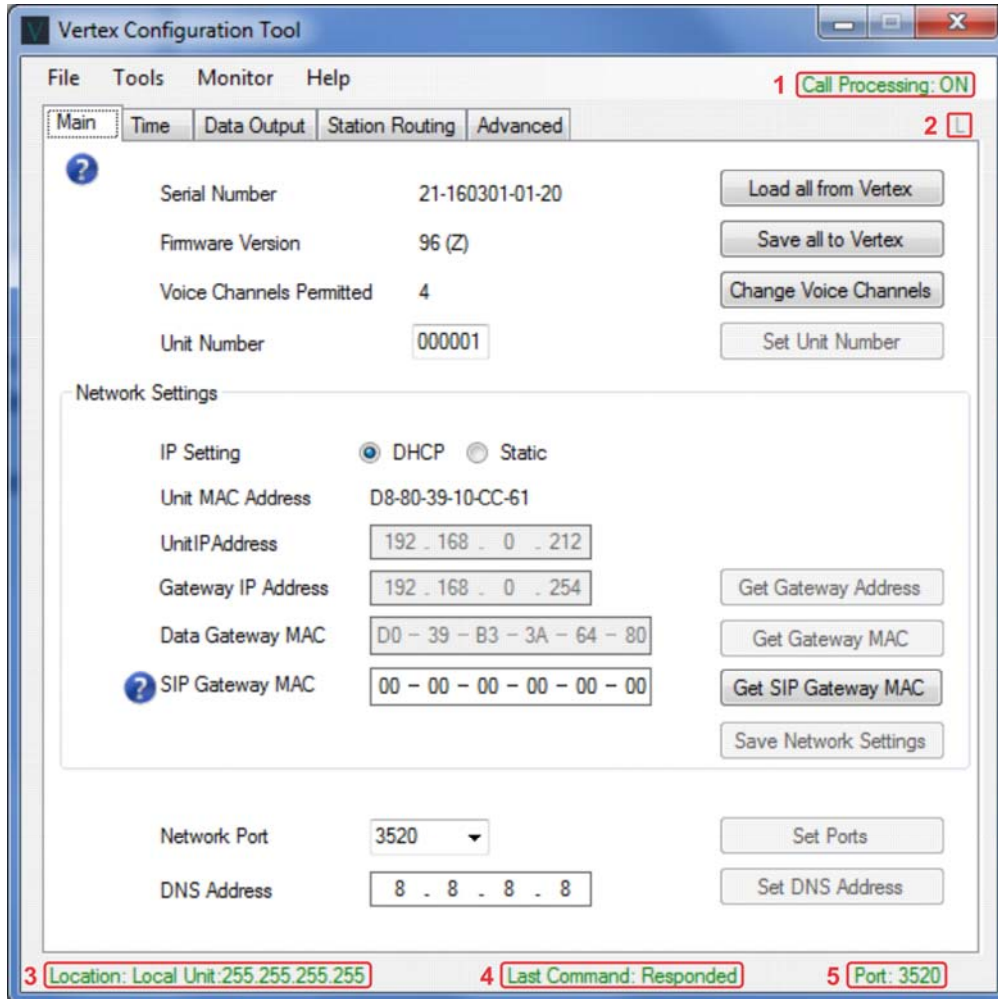 Vertex Configuration Tool
File Tools Monitor Help
1 Call Processing: ON
Main Time Data Output Station Routing Advanced
2 L
Serial Number 21-160301-01-20 Load all from Vertex
Firmware Version 96 (Z) Save all to Vertex
Voice Channels Permitted 4 Change Voice Channels
Unit Number 000001 Set Unit Number
Network Settings
IP Setting DHCP Static
Unit MAC Address D8-80-39-10-CC-61
UnitIPAddress 192 . 168 . 0 . 212
Gateway IP Address 192 . 168 . 0 . 254 Get Gateway Address
Data Gateway MAC D0 – 39 – B3 – 3A – 64 – 80 Get Gateway MAC
SIP Gateway MAC 00 – 00 – 00 – 00 – 00 – 00 Get SIP Gateway MAC
Save Network Settings
Network Port 3520 Set Ports
DNS Address 8 . 8 . 8 . 8 Set DNS Address
3 Location: Local Unit:255.255.255.255 4 Last Command: Responded 5 Port: 3520